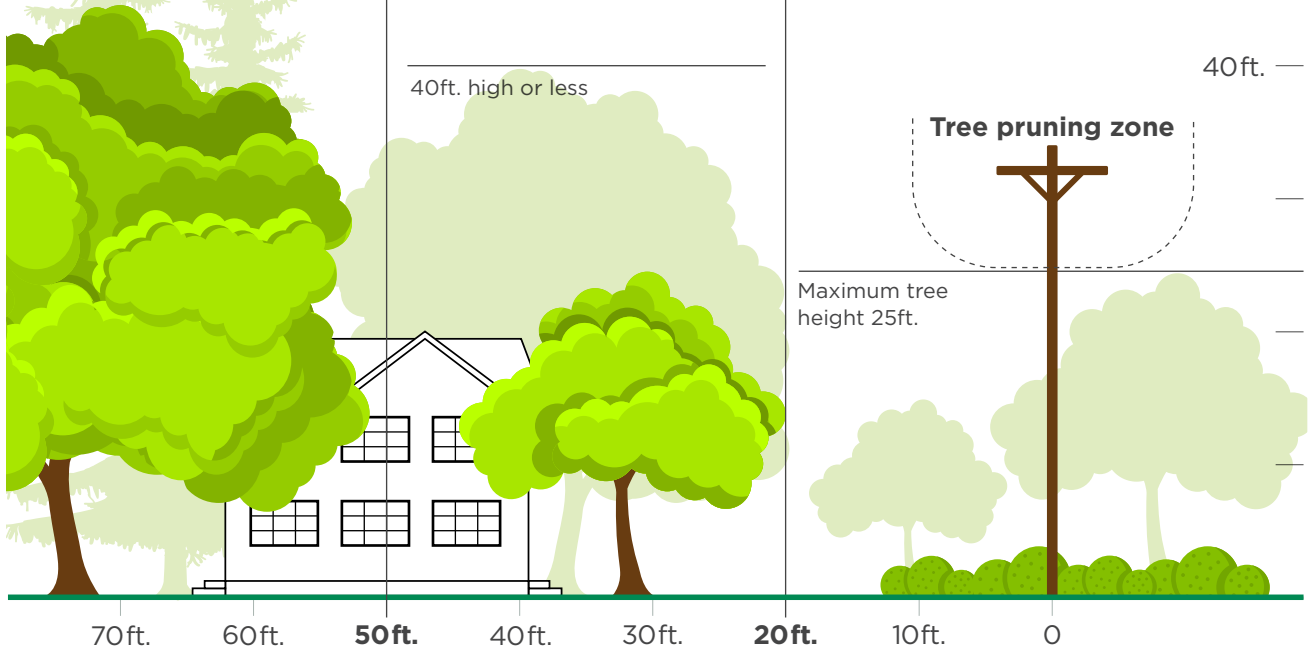 40ft. high or less
40ft.
Tree pruning zone
Maximum tree
height 25ft.
70ft.
60ft.
50ft.
40ft.
30ft.
20ft.
10ft.
0